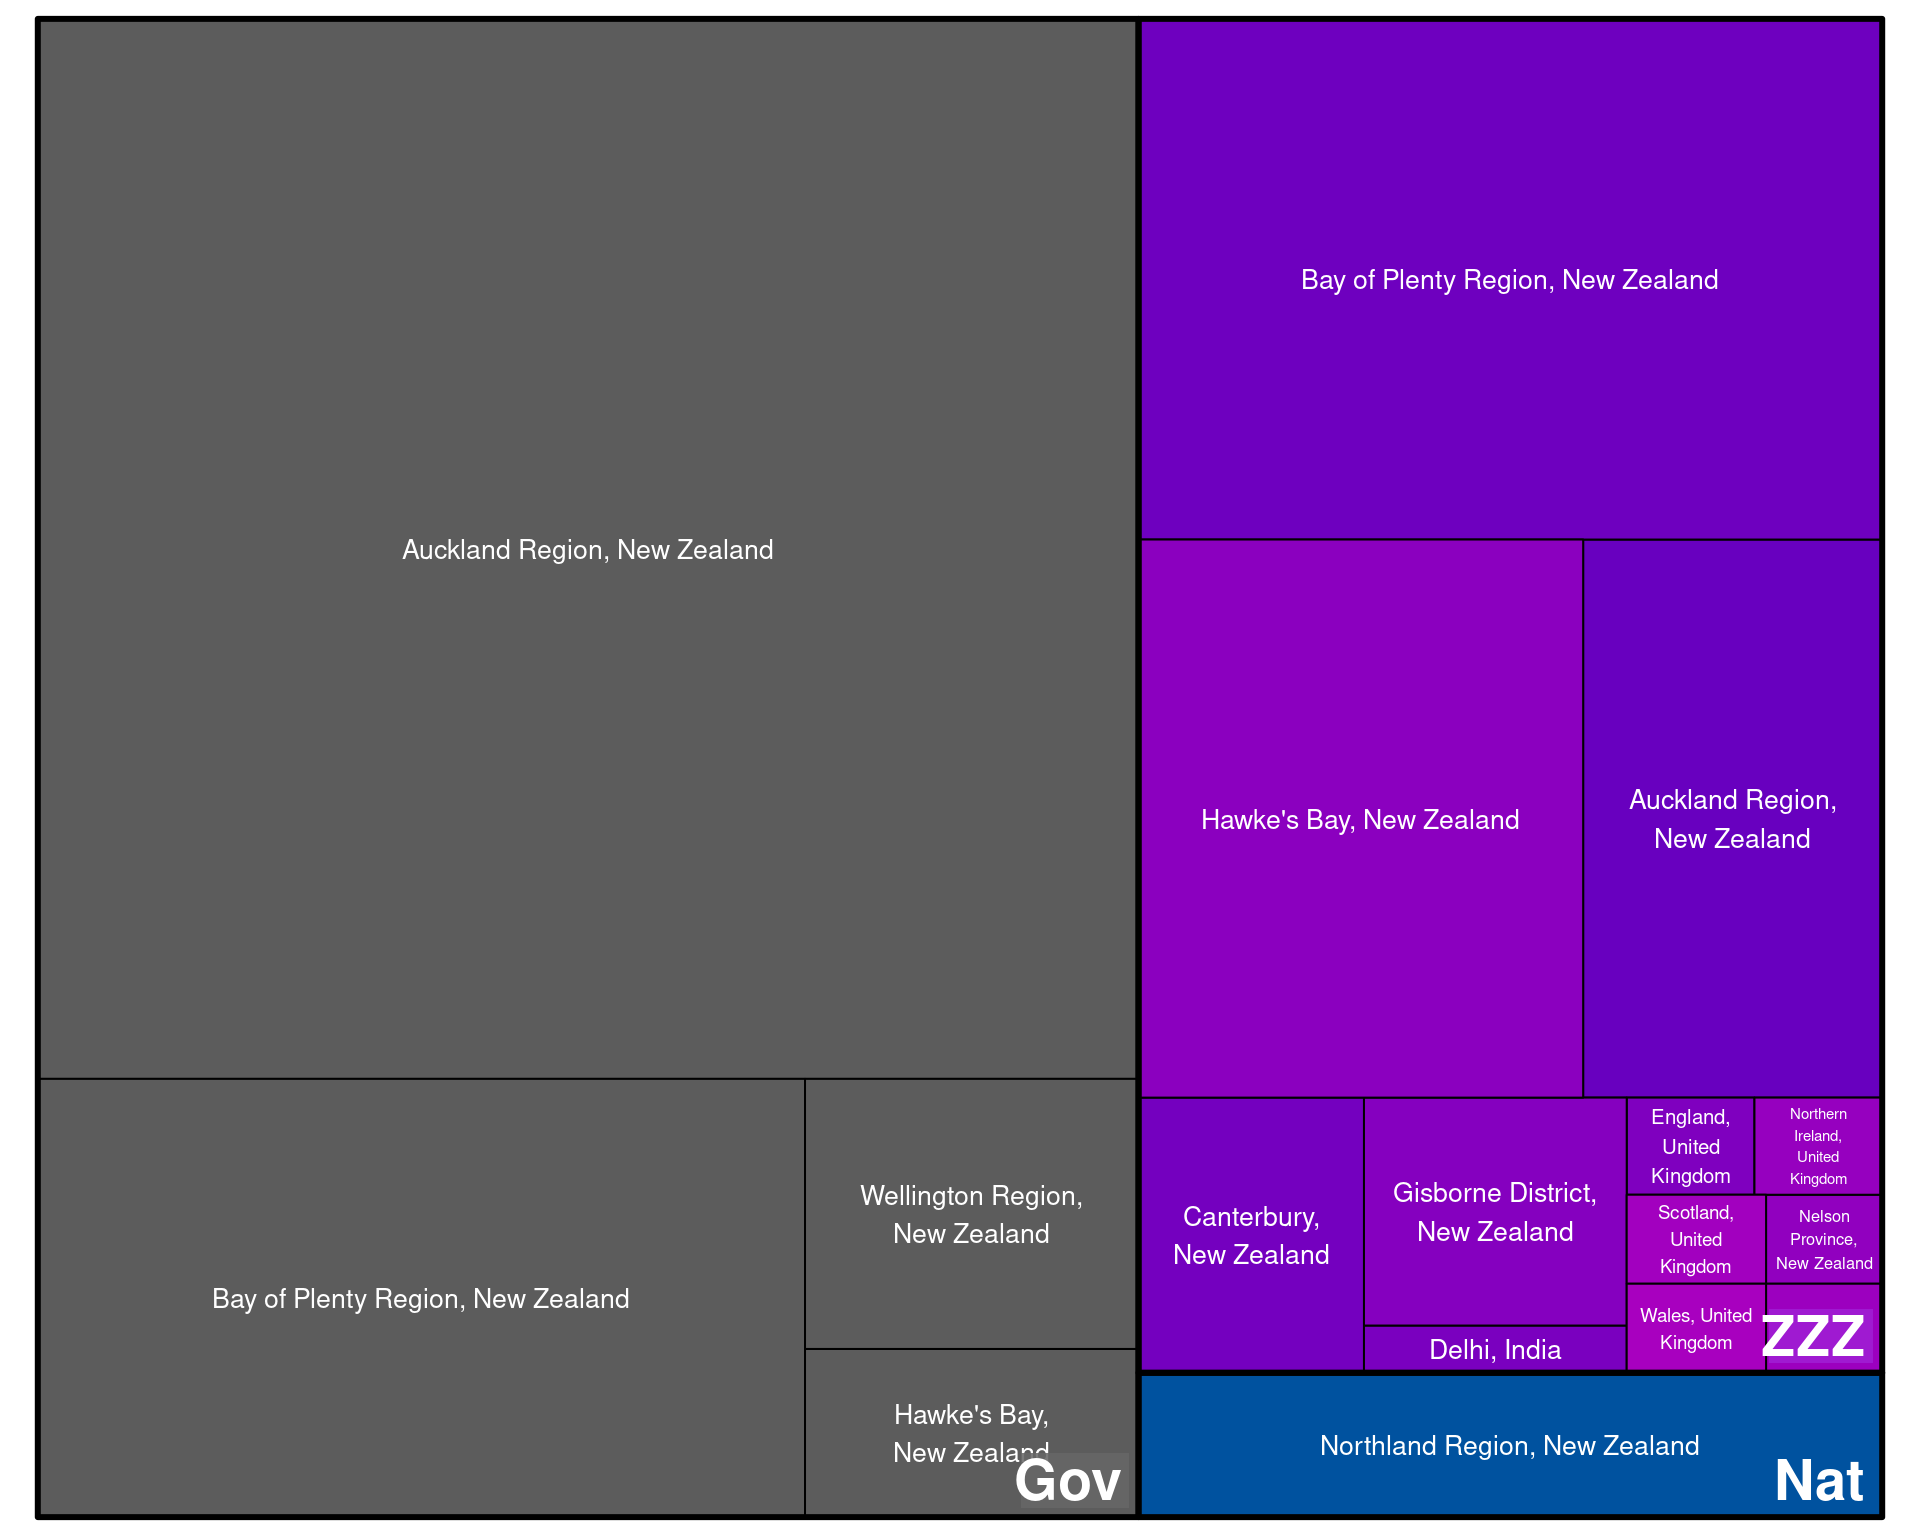 Auckland Region, New Zealand
Bay of Plenty Region, New Zealand
Wellington Region,
New Zealand
Hawke's Bay,
New Zealand
Gov
Bay of Plenty Region, New Zealand
Hawke's Bay, New Zealand
Auckland Region,
New Zealand
Canterbury,
New Zealand
Gisborne District,
New Zealand
Delhi, India
England,
United
Kingdom
Northern
Ireland,
United
Kingdom
Scotland,
United
Kingdom
Nelson
Province,
New Zealand
Wales, United
Kingdom
ZZZ
Northland Region, New Zealand
Nat